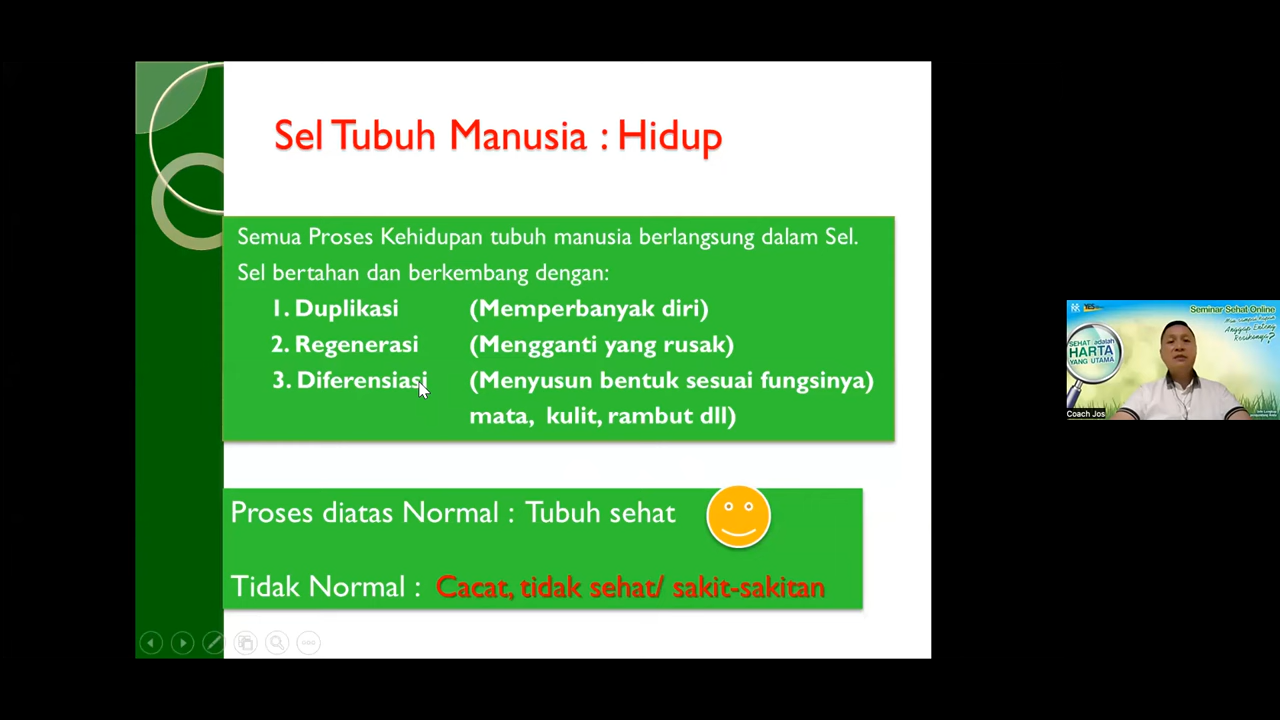 Sel Tubuh Manusia : Hidup
Semua Proses Kehidupan tubuh manusia berlangsung dalam Sel.
Sel bertahan dan berkembang dengan:
1. Duplikasi (Memperbanyak diri)
2. Regenerasi (Mengganti yang rusak)
3. Diferensiasi (Menyusun bentuk sesuai fungsinya)
mata, kulit, rambut dll)
Proses diatas Normal : Tubuh sehat
Tidak Normal : Cacat, tidak sehat/ sakit-sakitan
YES
Seminar Sehat Online
SEHAT adalah
HARTA
YANG UTAMA
Coach Jos